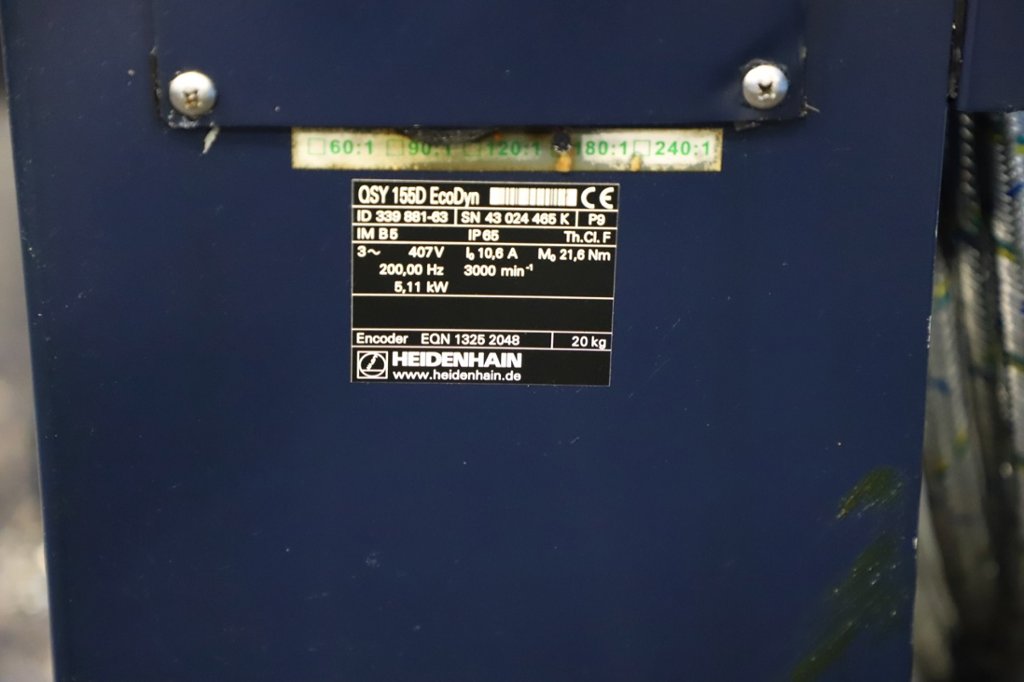 ☐60:1 ☐90:1 ☐120:1 180:1 ☐240:1
QSY 155D EcoDyn CE
ID 339 881-63 SN 43 024 465 K P9
IM B5 IP65 Th.Cl. F
3~ 407V I₀ 10,6 A M₀ 21,6 Nm
200,00 Hz 3000 min⁻¹
5,11 kW
Encoder EQN 1325 2048 20 kg
HEIDENHAIN
www.heidenhain.de